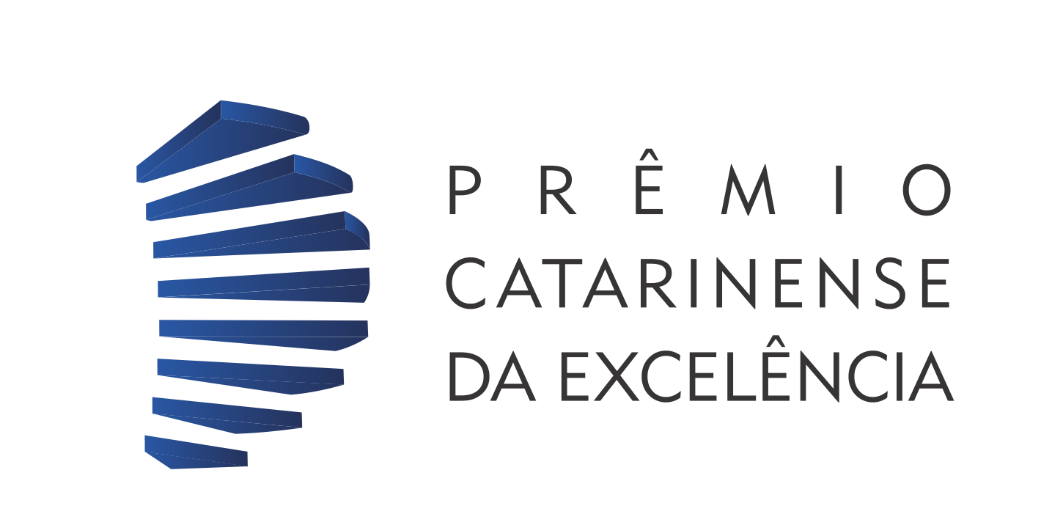 PRÊMIO
CATARINENSE
DA EXCELÊNCIA